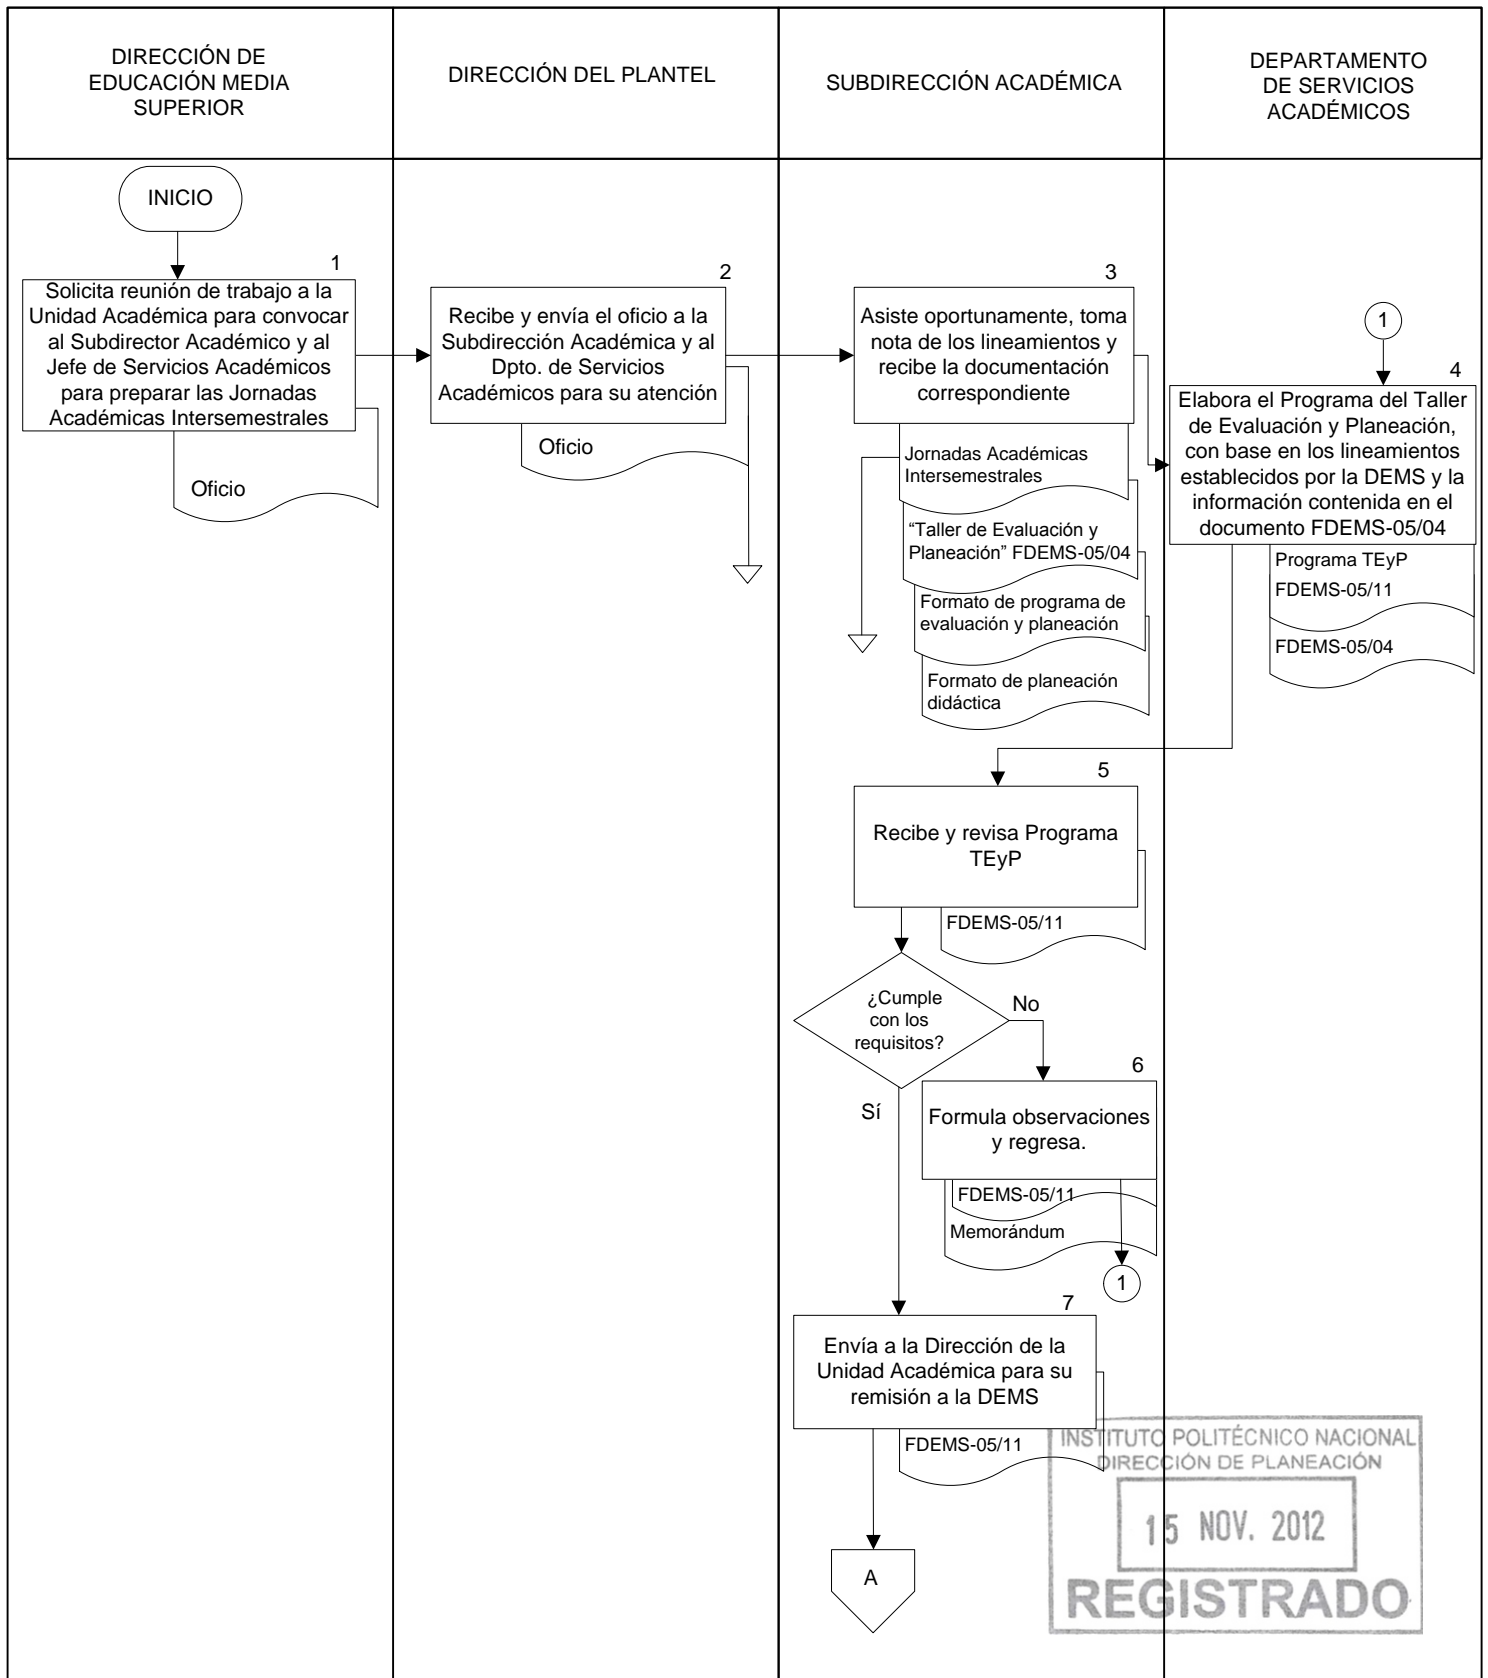 DIRECCIÓN DE
EDUCACIÓN MEDIA
SUPERIOR
DIRECCIÓN DEL PLANTEL
SUBDIRECCIÓN ACADÉMICA
DEPARTAMENTO
DE SERVICIOS
ACADÉMICOS
INICIO
1
Solicita reunión de trabajo a la
Unidad Académica para convocar
al Subdirector Académico y al
Jefe de Servicios Académicos
para preparar las Jornadas
Académicas Intersemestrales
Oficio
2
Recibe y envía el oficio a la
Subdirección Académica y al
Dpto. de Servicios
Académicos para su atención
Oficio
3
Asiste oportunamente, toma
nota de los lineamientos y
recibe la documentación
correspondiente
Jornadas Académicas
Intersemestrales
“Taller de Evaluación y
Planeación” FDEMS-05/04
Formato de programa de
evaluación y planeación
Formato de planeación
didáctica
1
4
Elabora el Programa del Taller
de Evaluación y Planeación,
con base en los lineamientos
establecidos por la DEMS y la
información contenida en el
documento FDEMS-05/04
Programa TEyP
FDEMS-05/11
FDEMS-05/04
5
Recibe y revisa Programa
TEyP
FDEMS-05/11
¿Cumple
con los
requisitos?
No
Sí
6
Formula observaciones
y regresa.
FDEMS-05/11
Memorándum
1
7
Envía a la Dirección de la
Unidad Académica para su
remisión a la DEMS
FDEMS-05/11
A
INSTITUTO POLITÉCNICO NACIONAL
DIRECCIÓN DE PLANEACIÓN
15 NOV. 2012
REGISTRADO